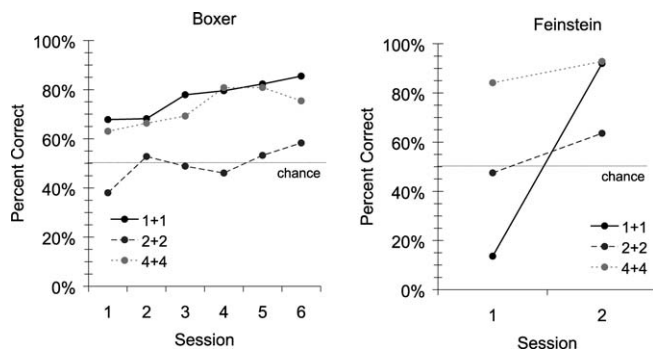 Boxer
Percent Correct
100%
80%
60%
40%
20%
0%
chance
1+1
2+2
4+4
1 2 3 4 5 6
Session
Feinstein
Percent Correct
100%
80%
60%
40%
20%
0%
chance
1+1
2+2
4+4
1 2
Session